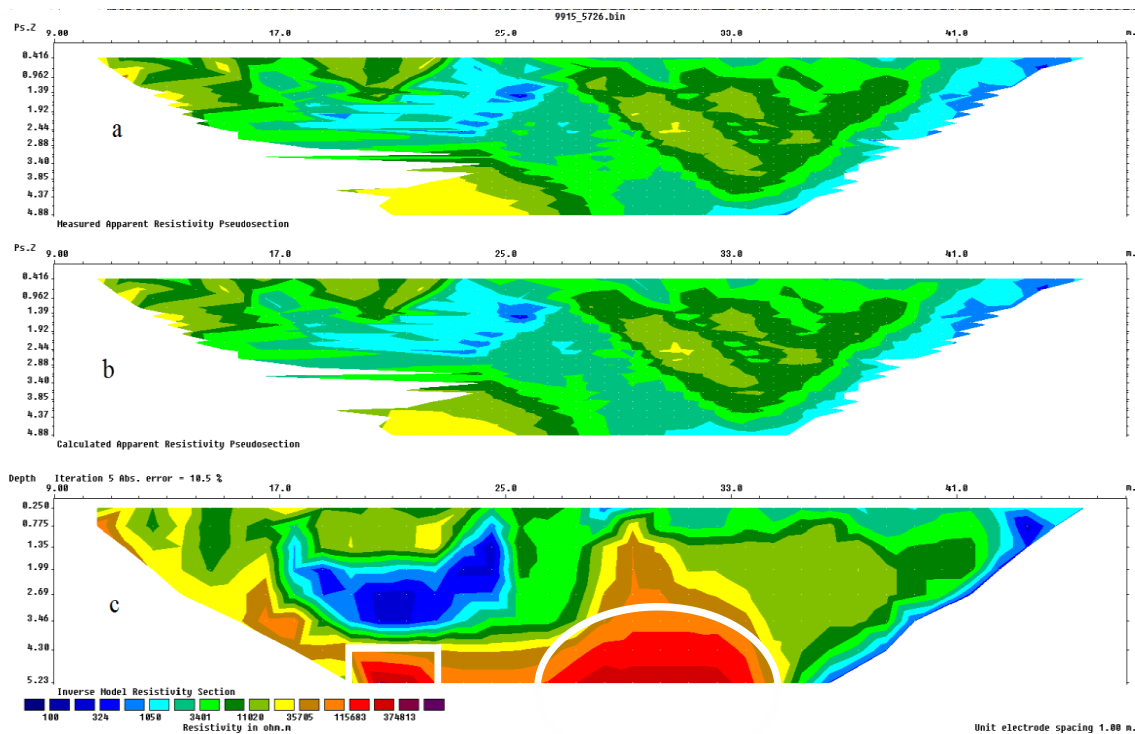 9915_5726.bin
Ps.Z 9.00 17.0 25.0 33.0 41.0 m.
0.416
0.962
1.39
1.92
2.44
2.88
3.40
3.85
4.37
4.88
a
Measured Apparent Resistivity Pseudosection
Ps.Z 9.00 17.0 25.0 33.0 41.0 m.
0.416
0.962
1.39
1.92
2.44
2.88
3.40
3.85
4.37
4.88
b
Calculated Apparent Resistivity Pseudosection
Depth Iteration 5 Abs. error = 10.5 %
9.00 17.0 25.0 33.0 41.0 m.
0.250
0.775
1.35
1.99
2.69
3.46
4.30
5.23
c
Inverse Model Resistivity Section
100 324 1050 3401 11020 35705 115683 374813
Resistivity in ohm.m
Unit electrode spacing 1.00 m.